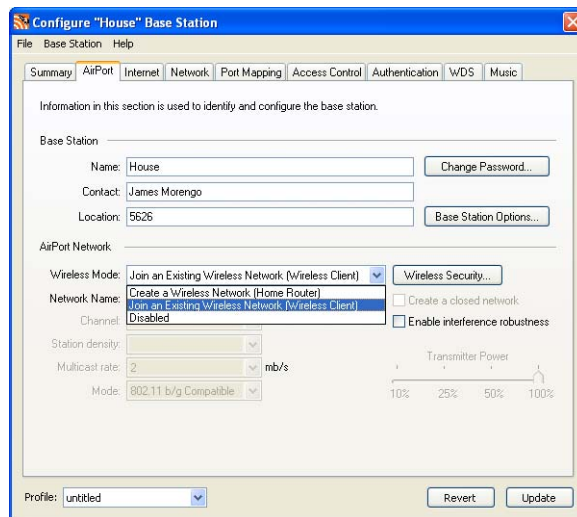 Configure "House" Base Station
File Base Station Help
Summary AirPort Internet Network Port Mapping Access Control Authentication WDS Music
Information in this section is used to identify and configure the base station.
Base Station
Name: House Change Password...
Contact: James Morengo
Location: 5626 Base Station Options...
AirPort Network
Wireless Mode: Join an Existing Wireless Network (Wireless Client) Wireless Security...
Create a Wireless Network (Home Router)
Network Name: Join an Existing Wireless Network (Wireless Client) Create a closed network
Disabled
Channel: Enable interference robustness
Station density: Transmitter Power
Multicast rate: 2 mb/s
Mode: 802.11 b/g Compatible 10% 25% 50% 100%
Profile: untitled Revert Update